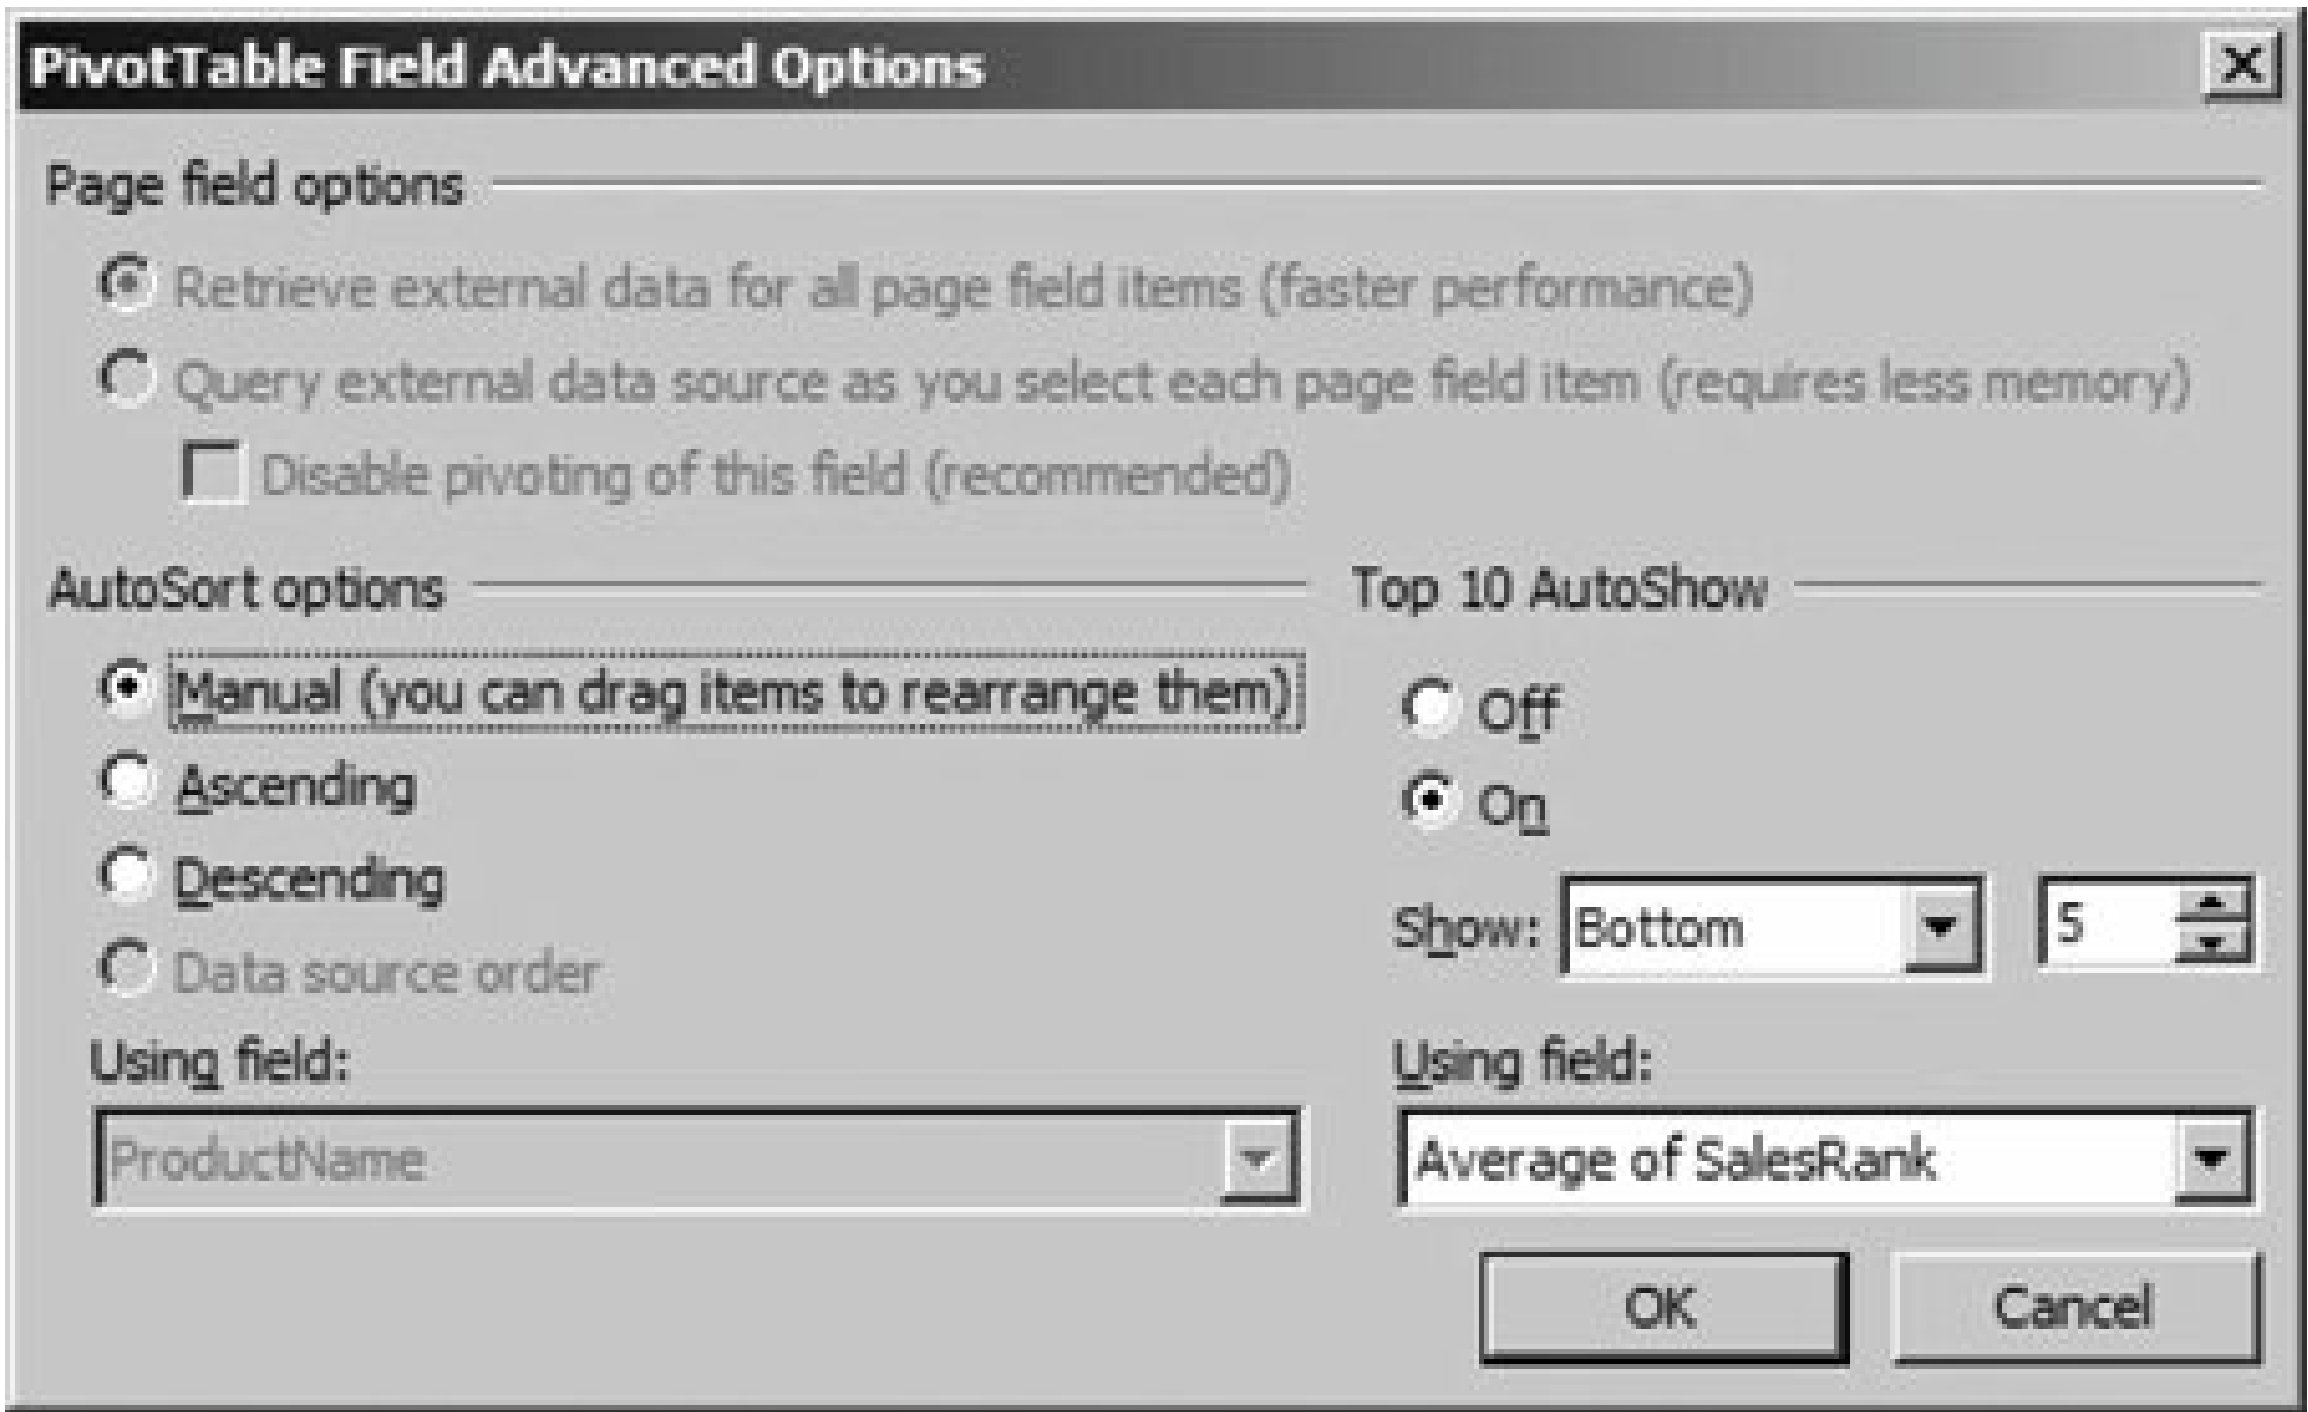 PivotTable Field Advanced Options
Page field options
Retrieve external data for all page field items (faster performance)
Query external data source as you select each page field item (requires less memory)
Disable pivoting of this field (recommended)
AutoSort options
Manual (you can drag items to rearrange them)
Ascending
Descending
Data source order
Using field:
ProductName
Top 10 AutoShow
Off
On
Show: Bottom 5
Using field:
Average of SalesRank
OK Cancel